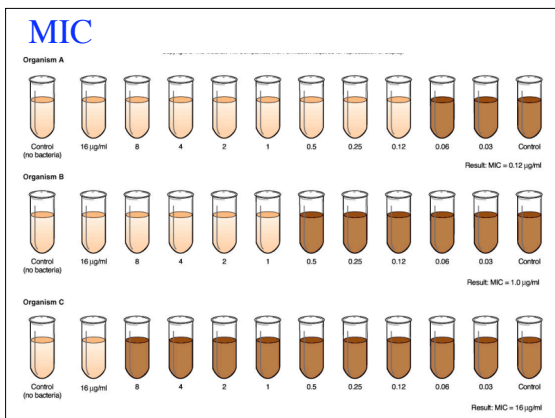 MIC
Organism A
Control 16 µg/ml 8 4 2 1 0.5 0.25 0.12 0.06 0.03 Control
(no bacteria)
Result: MIC = 0.12 µg/ml
Organism B
Control 16 µg/ml 8 4 2 1 0.5 0.25 0.12 0.06 0.03 Control
(no bacteria)
Result: MIC = 1.0 µg/ml
Organism C
Control 16 µg/ml 8 4 2 1 0.5 0.25 0.12 0.06 0.03 Control
(no bacteria)
Result: MIC = 16 µg/ml